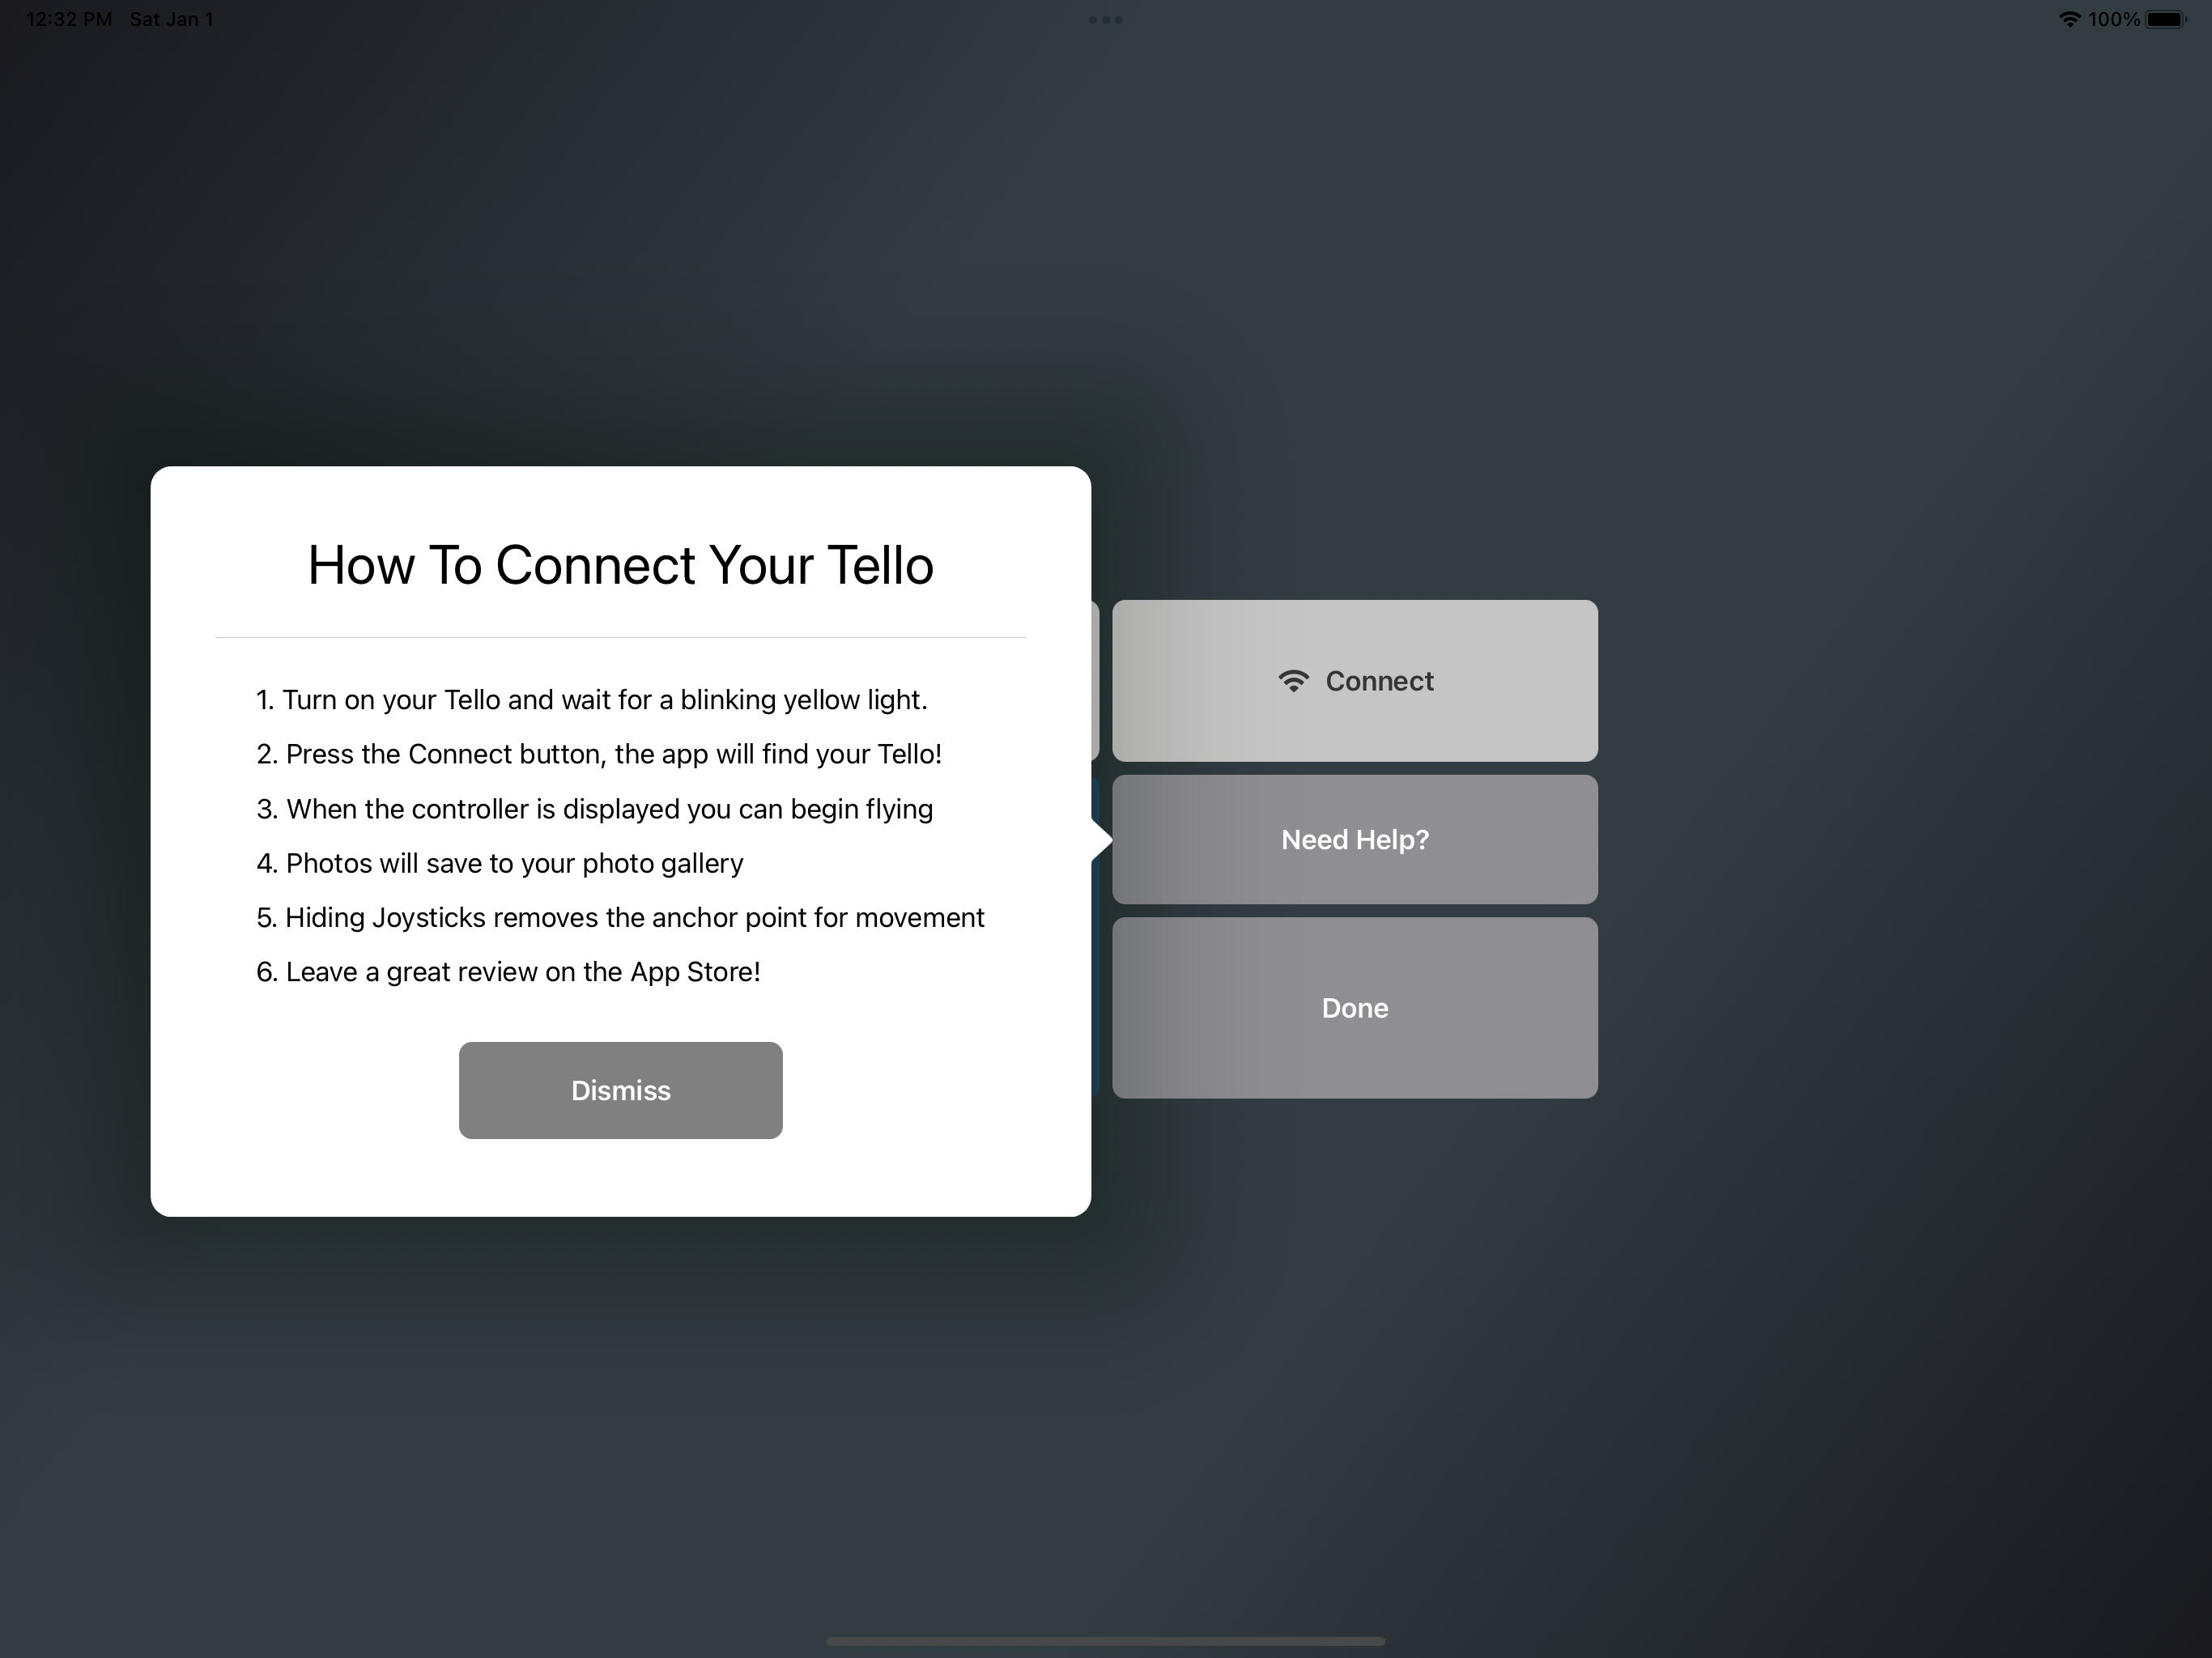 12:32 PM Sat Jan 1
100%
How To Connect Your Tello
1. Turn on your Tello and wait for a blinking yellow light.
2. Press the Connect button, the app will find your Tello!
3. When the controller is displayed you can begin flying
4. Photos will save to your photo gallery
5. Hiding Joysticks removes the anchor point for movement
6. Leave a great review on the App Store!
Dismiss
Connect
Need Help?
Done